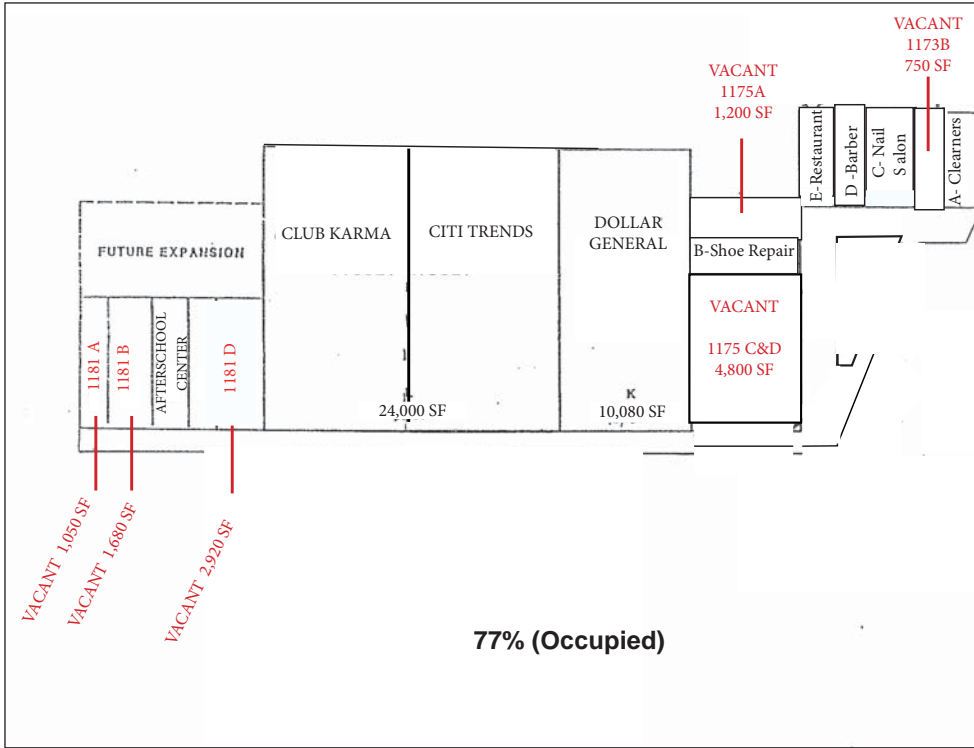 VACANT
1173B
750 SF
VACANT
1175A
1,200 SF
E-Restaurant
D -Barber
C- Nail
S alon
A- Clearners
FUTURE EXPANSION
CLUB KARMA
CITI TRENDS
DOLLAR
GENERAL
B-Shoe Repair
VACANT
1175 C&D
4,800 SF
1181 A
1181 B
AFTERSCHOOL
CENTER
1181 D
24,000 SF
K
10,080 SF
VACANT 1,050 SF
VACANT 1,680 SF
VACANT 2,920 SF
77% (Occupied)